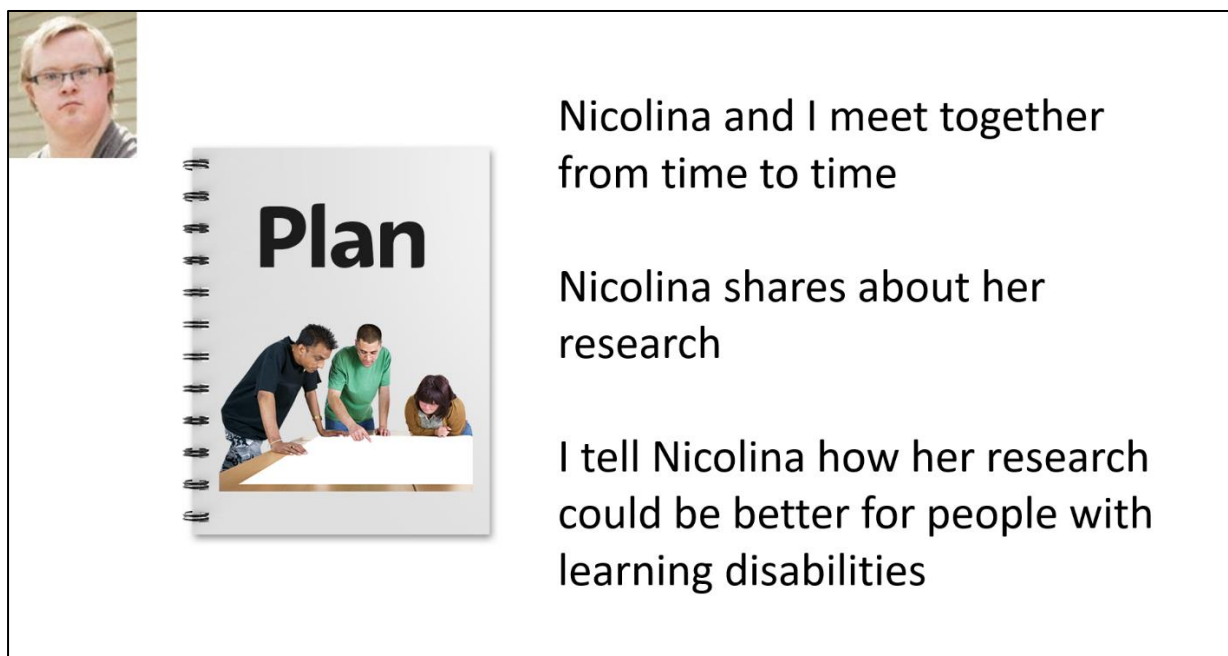 Plan
Nicolina and I meet together
from time to time
Nicolina shares about her
research
I tell Nicolina how her research
could be better for people with
learning disabilities